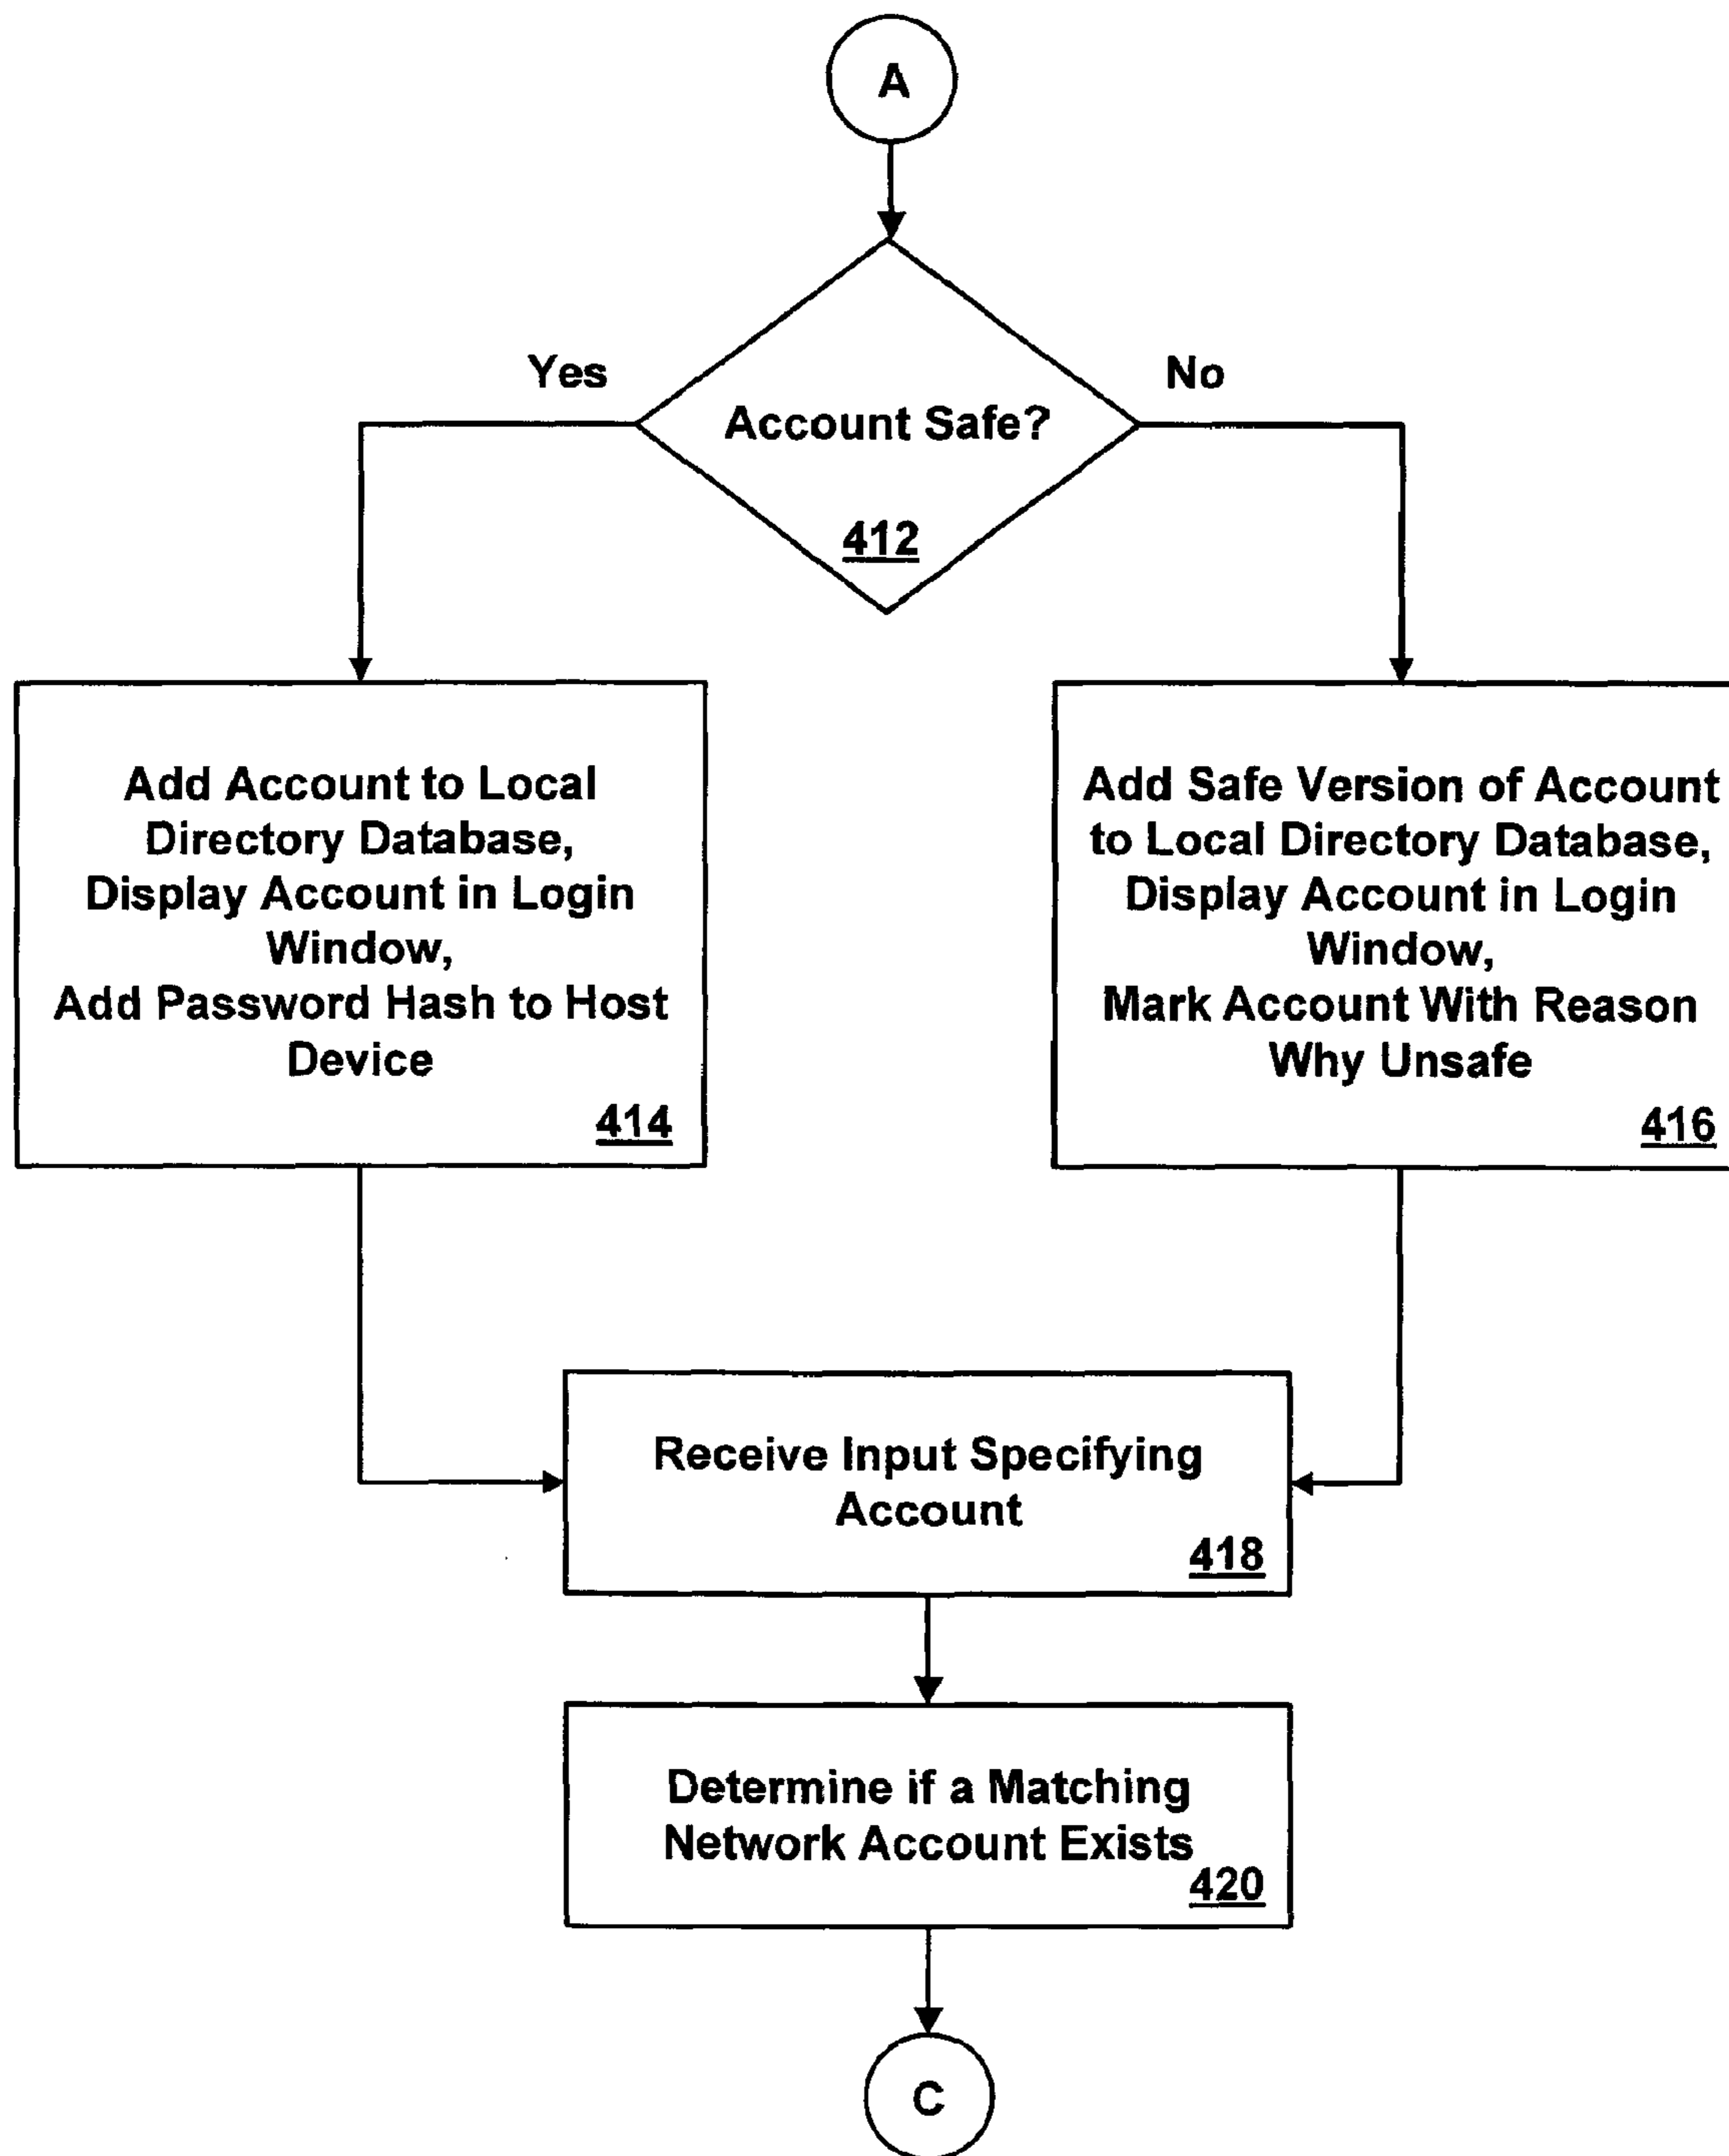 A
Yes
No
Account Safe?
412
Add Account to Local
Directory Database,
Display Account in Login
Window,
Add Password Hash to Host
Device
414
Add Safe Version of Account
to Local Directory Database,
Display Account in Login
Window,
Mark Account With Reason
Why Unsafe
416
Receive Input Specifying
Account
418
Determine if a Matching
Network Account Exists
420
C